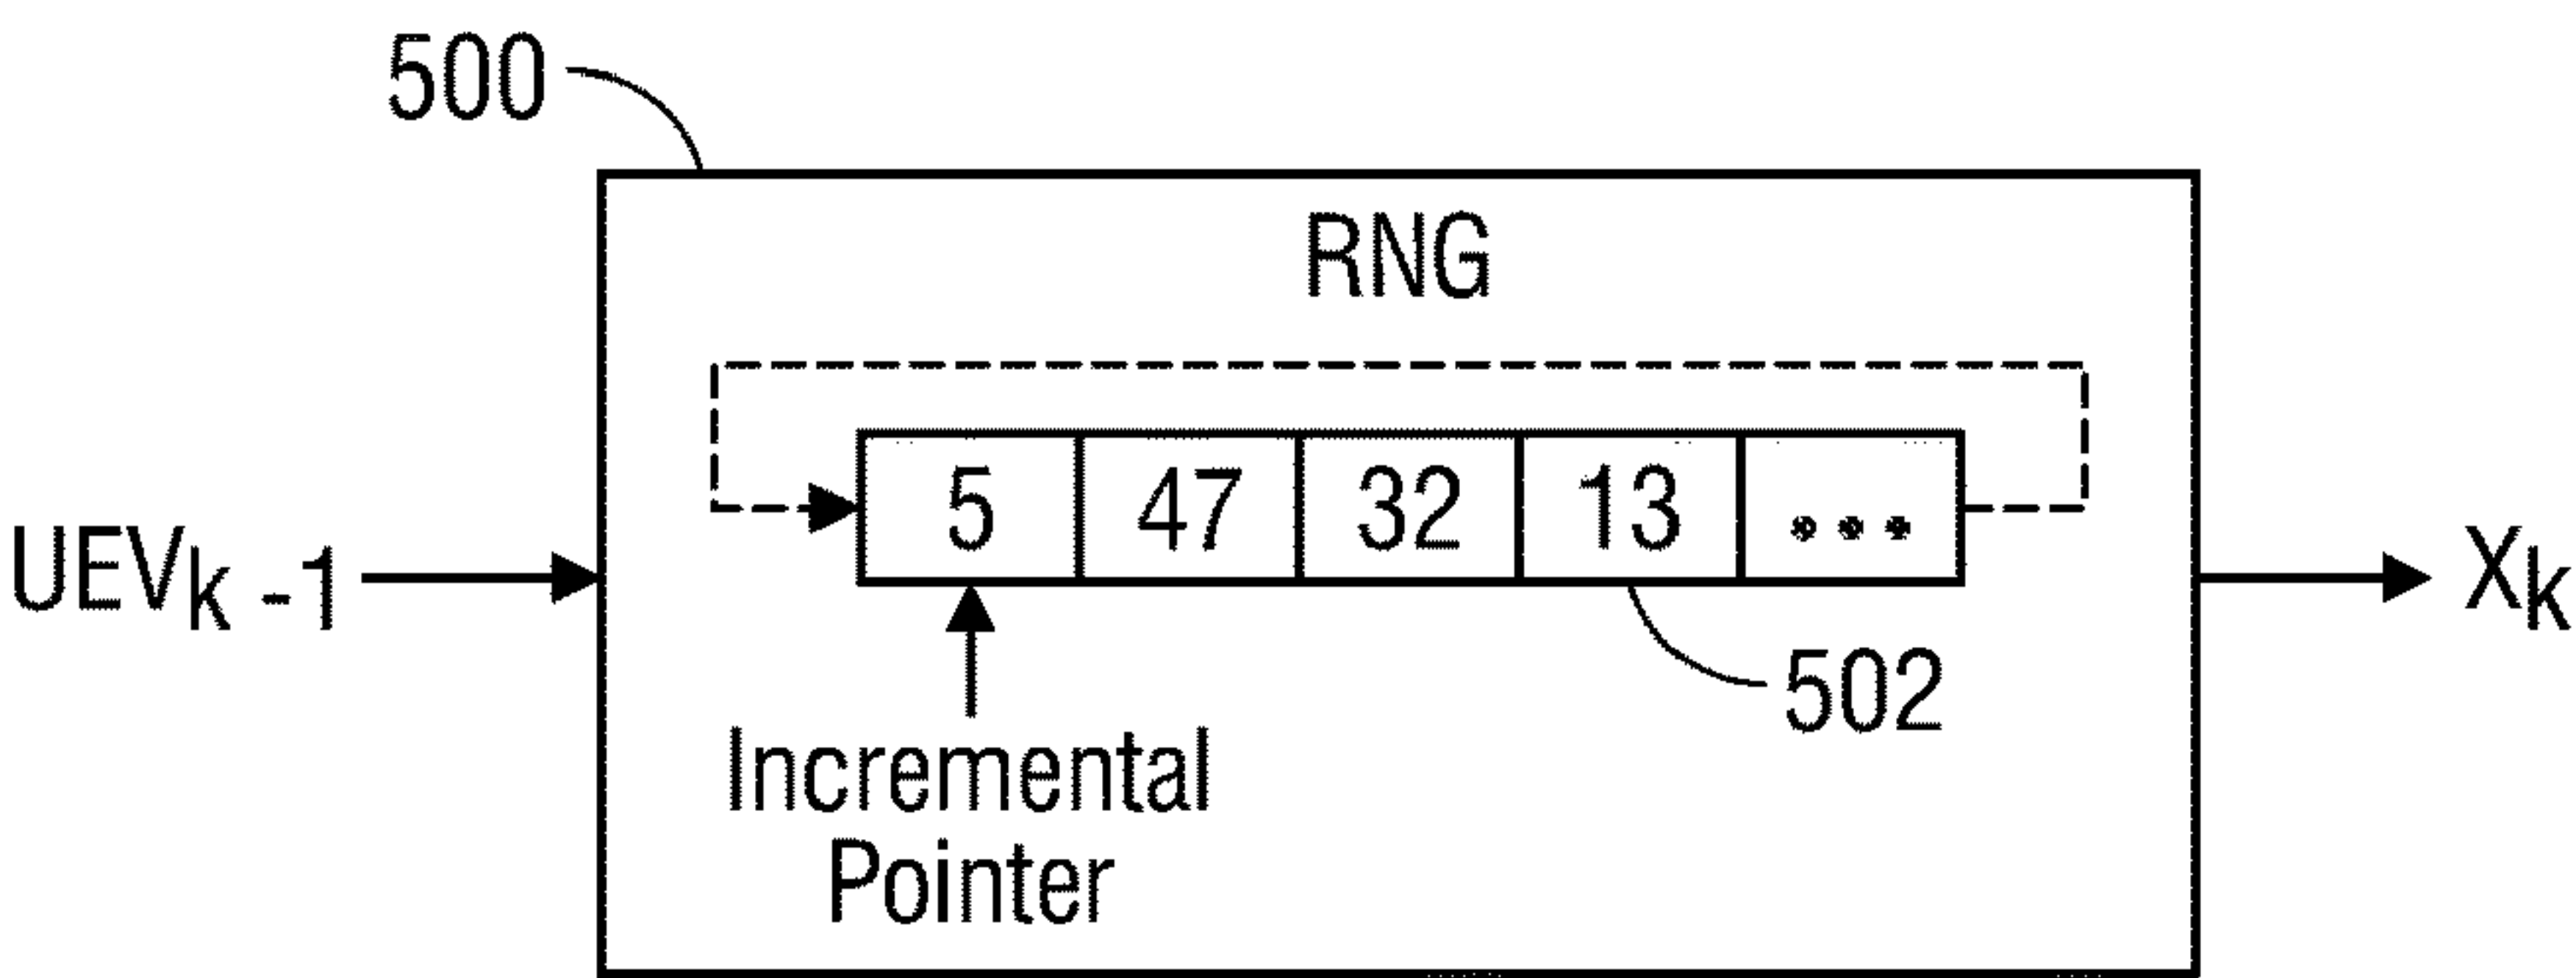 500
RNG
5 47 32 13 ...
UEVk -1
Xk
502
Incremental
Pointer